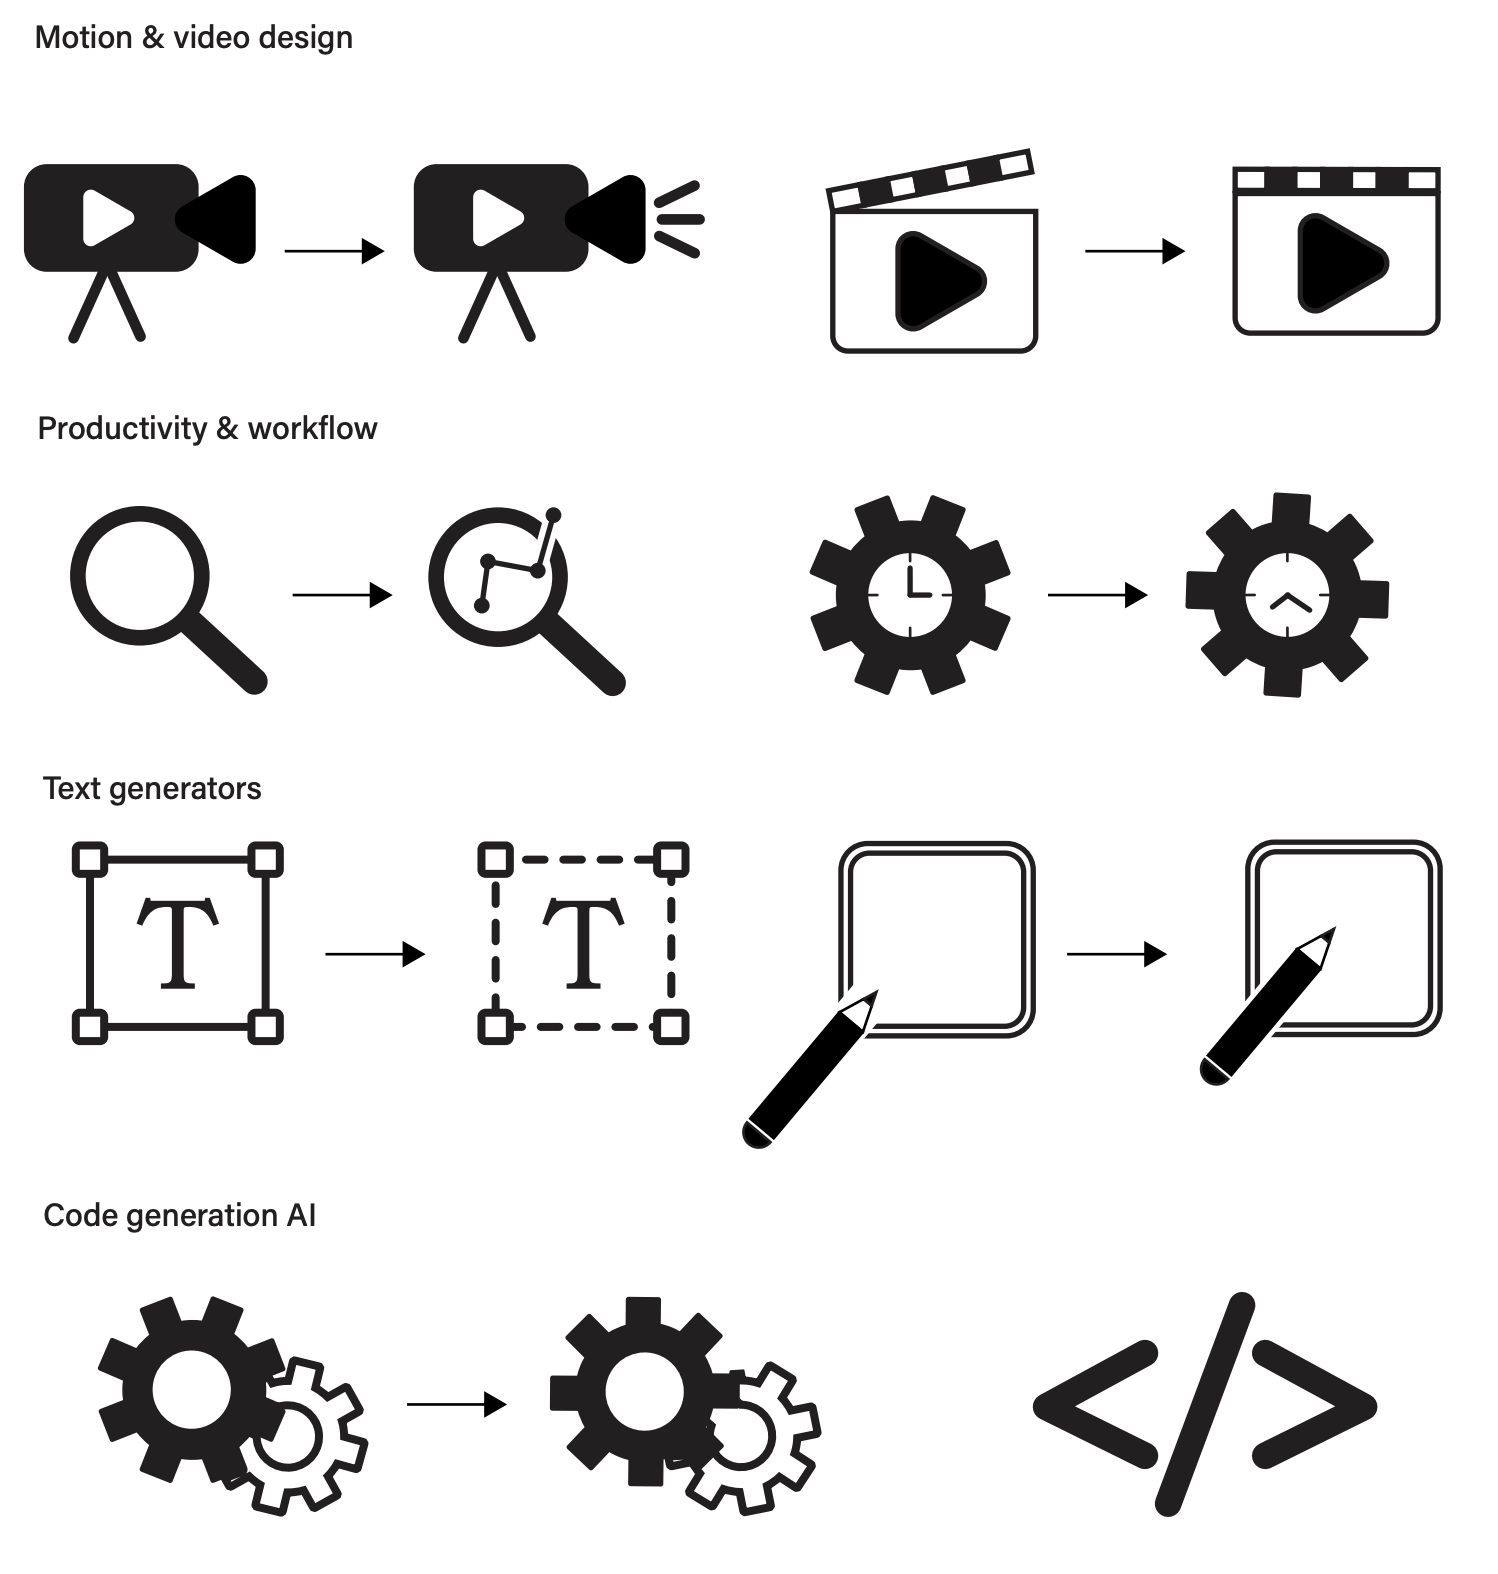 Motion & video design
Productivity & workflow
Text generators
T
T
Code generation AI
</>